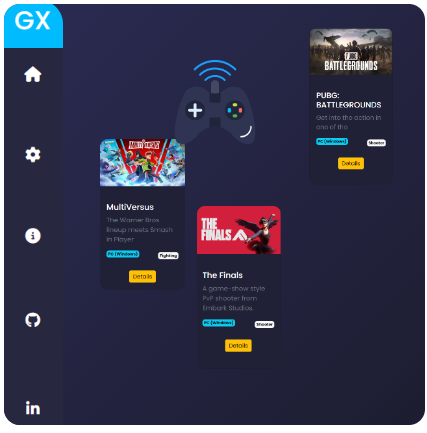 GX
PUBG
BATTLEGROUNDS
PUBG:
BATTLEGROUNDS
Get into the action in
one of the
PC (Windows)
Shooter
Details
MULTIVERSUS
MultiVersus
The Warner Bros
lineup meets Smash
in Player
PC (Windows)
Fighting
Details
THE
FINALS
The Finals
A game-show style
PvP shooter from
Embark Studios.
PC (Windows)
Shooter
Details
i
in